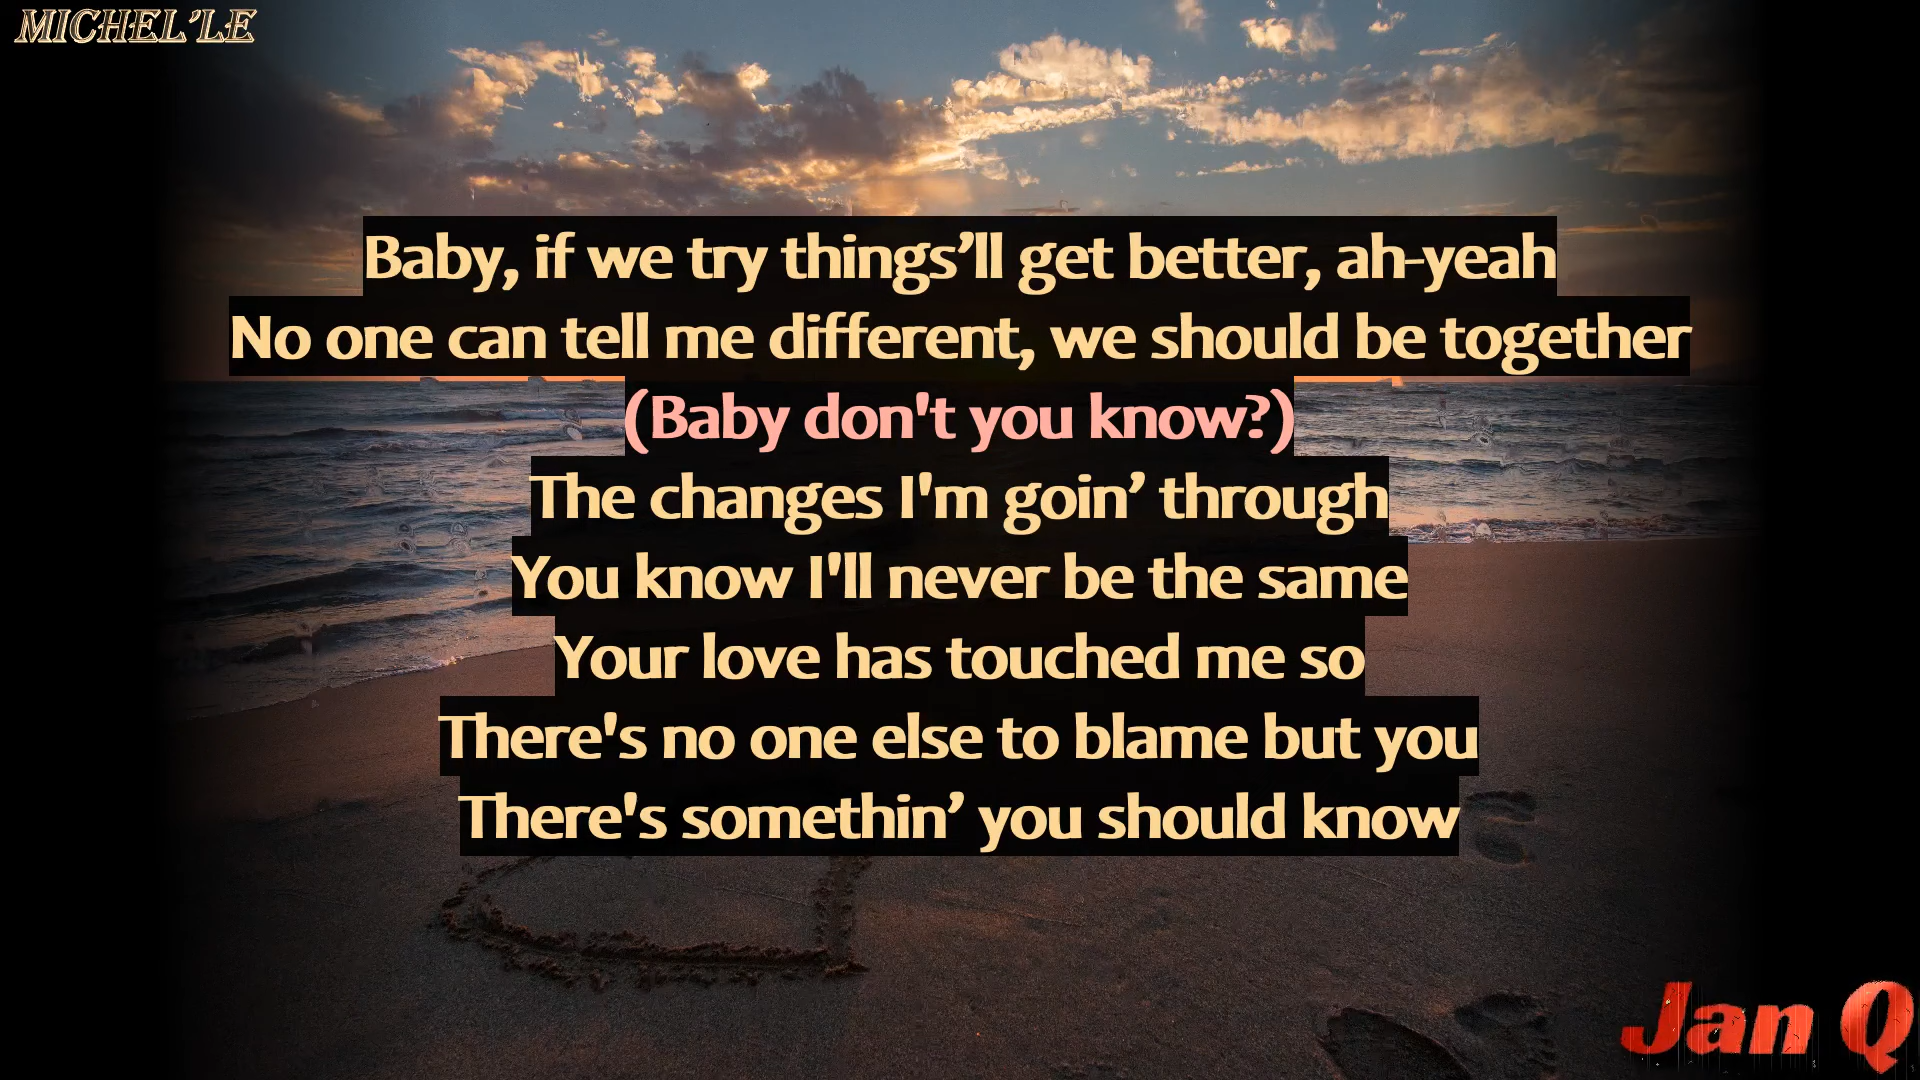 MICHEL’LE
Baby, if we try things’ll get better, ah-yeah
No one can tell me different, we should be together
(Baby don't you know?)
The changes I'm goin’ through
You know I'll never be the same
Your love has touched me so
There's no one else to blame but you
There's somethin’ you should know
Jan Q